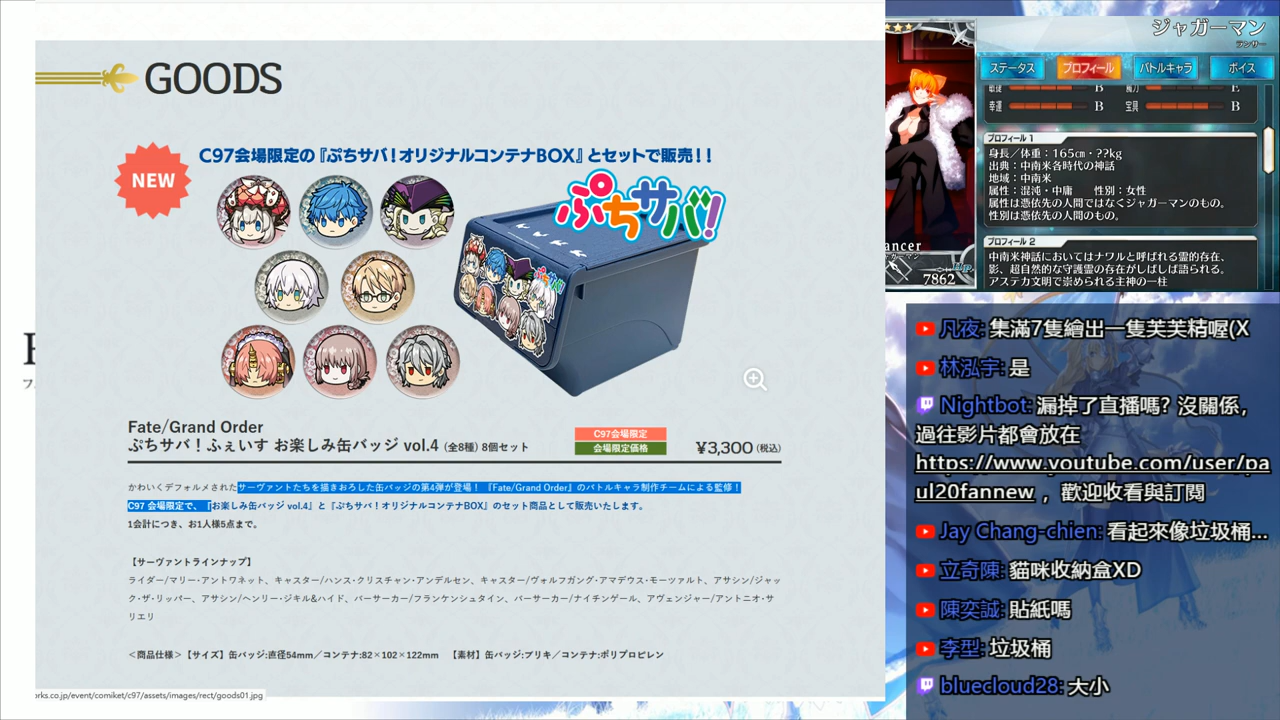 GOODS
NEW
C97会場限定の『ぷちサバ！オリジナルコンテナBOX』とセットで販売！！
ぷちサバ!
Fate/Grand Order
ぷちサバ！ふぇいす お楽しみ缶バッジ vol.4 (全8種) 8個セット
C97会場限定
会場限定価格
¥3,300 (税込)
かわいくデフォルメされたサーヴァントたちを描きおろした缶バッジの第4弾が登場！『Fate/Grand Order』のバトルキャラ制作チームによる監修！
C97 会場限定で、『お楽しみ缶バッジ vol.4』と『ぷちサバ！オリジナルコンテナBOX』のセット商品として販売いたします。
1会計につき、お1人様5点まで。
【サーヴァントラインナップ】
ライダー/マリー・アントワネット、キャスター/ハンス・クリスチャン・アンデルセン、キャスター/ヴォルフガング・アマデウス・モーツァルト、アサシン/ジャッ
ク・ザ・リッパー、アサシン/ヘンリー・ジキル&ハイド、バーサーカー/フランケンシュタイン、バーサーカー/ナイチンゲール、アヴェンジャー/アントニオ・サ
リエリ
＜商品仕様＞【サイズ】缶バッジ:直径54mm／コンテナ:82×102×122mm 【素材】缶バッジ:ブリキ／コンテナ:ポリプロピレン
orks.co.jp/event/comiket/c97/assets/images/rect/goods01.jpg
ジャガーマン
ランサー
ステータス
プロフィール
バトルキャラ
ボイス
敏捷 B 魔力 E
幸運 B 宝具 B
プロフィール 1
身長／体重：165cm・??kg
出典：中南米各時代の神話
地域：中南米
属性：混沌・中庸 性別：女性
属性は憑依先の人間ではなくジャガーマンのもの。
性別は憑依先の人間のもの。
プロフィール 2
中南米神話においてはナワルと呼ばれる霊的存在、
影、超自然的な守護霊の存在がしばしば語られる。
アステカ文明で崇められる主神の一柱
ancer
ガーマン
7862
凡夜: 集滿7隻繪出一隻芙芙精喔(X
林泓宇: 是
Nightbot: 漏掉了直播嗎? 沒關係,
過往影片都會放在
https://www.youtube.com/user/pa
ul20fannew ，歡迎收看與訂閱
Jay Chang-chien: 看起來像垃圾桶...
立奇陳: 貓咪收納盒XD
陳奕誠: 貼紙嗎
李型: 垃圾桶
bluecloud28: 大小